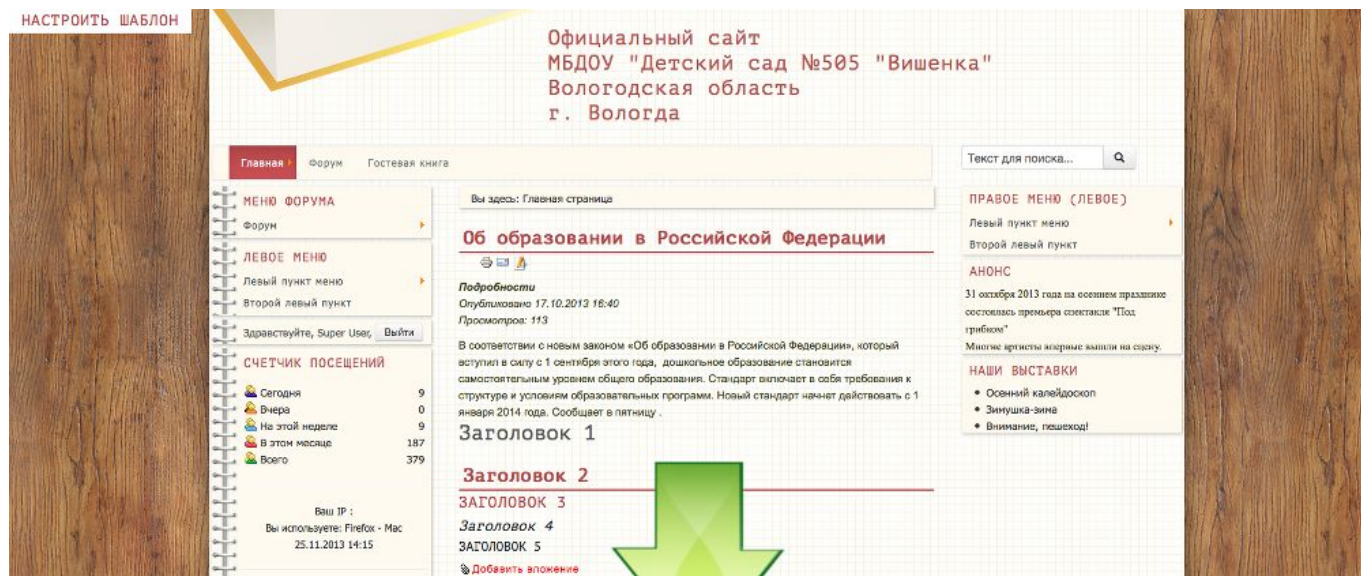 НАСТРОИТЬ ШАБЛОН
Официальный сайт
МБДОУ "Детский сад №505 "Вишенка"
Вологодская область
г. Вологда
Главная
Форум
Гостевая книга
Текст для поиска...
МЕНЮ ФОРУМА
Форум
ЛЕВОЕ МЕНЮ
Левый пункт меню
Второй левый пункт
Здравствуйте, Super User,
Выйти
СЧЕТЧИК ПОСЕЩЕНИЙ
Сегодня 9
Вчера 0
На этой неделе 9
В этом месяце 187
Всего 379
Ваш IP :
Вы используете: Firefox - Mac
25.11.2013 14:15
Вы здесь: Главная страница
Об образовании в Российской Федерации
Подробности
Опубликовано 17.10.2013 16:40
Просмотров: 113
В соответствии с новым законом «Об образовании в Российской Федерации», который
вступил в силу с 1 сентября этого года, дошкольное образование становится
самостоятельным уровнем общего образования. Стандарт включает в себя требования к
структуре и условиям образовательных программ. Новый стандарт начнет действовать с 1
января 2014 года. Сообщает в пятницу .
Заголовок 1
Заголовок 2
ЗАГОЛОВОК 3
Заголовок 4
ЗАГОЛОВОК 5
Добавить вложение
ПРАВОЕ МЕНЮ (ЛЕВОЕ)
Левый пункт меню
Второй левый пункт
АНОНС
31 октября 2013 года на осеннем празднике
состоялась премьера спектакля "Под
грибком"
Многие артисты впервые вышли на сцену.
НАШИ ВЫСТАВКИ
Осенний калейдоскоп
Зимушка-зима
Внимание, пешеход!